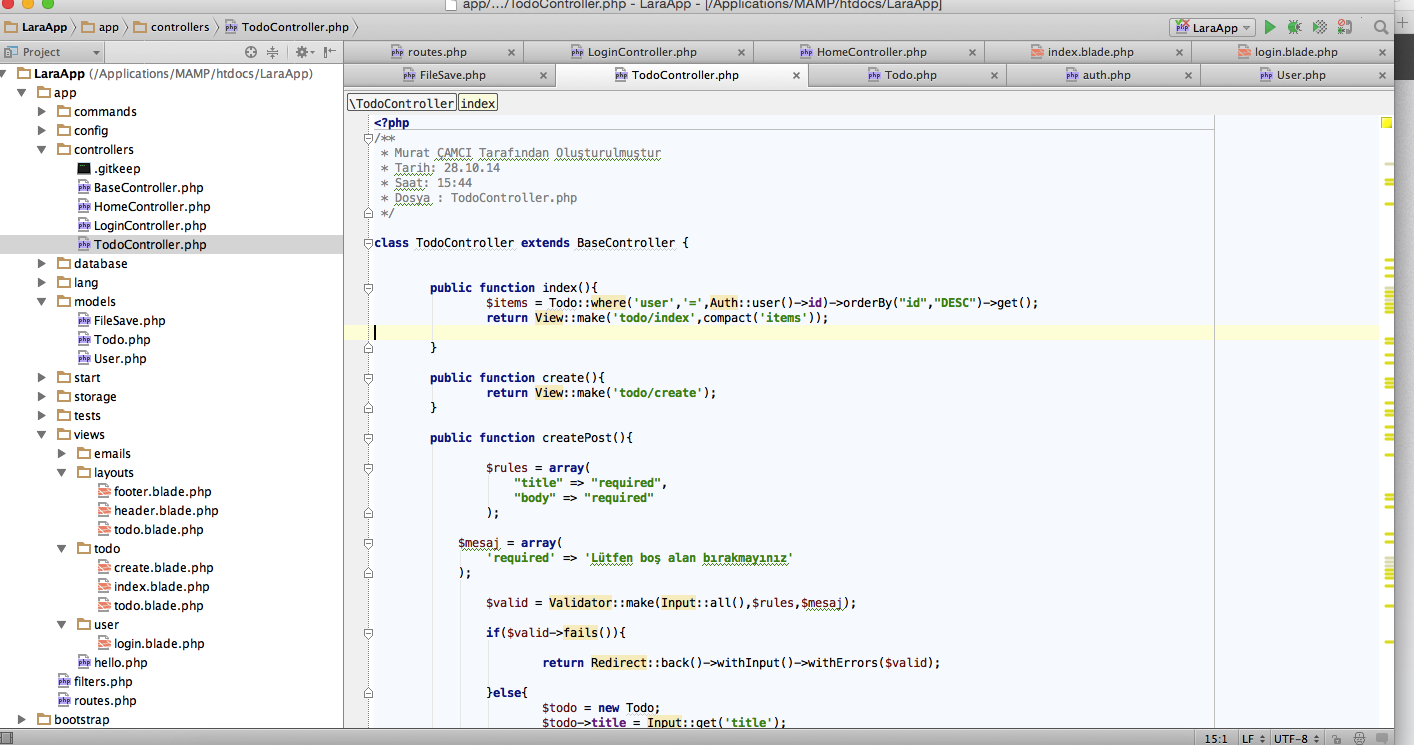 app/.../TodoController.php - LaraApp - [/Applications/MAMP/htdocs/LaraApp]
LaraApp app controllers TodoController.php LaraApp
Project
routes.php LoginController.php HomeController.php index.blade.php login.blade.php
FileSave.php TodoController.php Todo.php auth.php User.php
LaraApp (/Applications/MAMP/htdocs/LaraApp)
app
commands
config
controllers
.gitkeep
BaseController.php
HomeController.php
LoginController.php
TodoController.php
database
lang
models
FileSave.php
Todo.php
User.php
start
storage
tests
views
emails
layouts
footer.blade.php
header.blade.php
todo.blade.php
todo
create.blade.php
index.blade.php
todo.blade.php
user
login.blade.php
hello.php
filters.php
routes.php
bootstrap
\TodoController index
<?php
/**
* Murat ÇAMCI Tarafından Oluşturulmuştur
* Tarih: 28.10.14
* Saat: 15:44
* Dosya : TodoController.php
*/
class TodoController extends BaseController {
public function index(){
$items = Todo::where('user','=',Auth::user()->id)->orderBy("id","DESC")->get();
return View::make('todo/index',compact('items'));
}
public function create(){
return View::make('todo/create');
}
public function createPost(){
$rules = array(
"title" => "required",
"body" => "required"
);
$mesaj = array(
'required' => 'Lütfen boş alan bırakmayınız'
);
$valid = Validator::make(Input::all(),$rules,$mesaj);
if($valid->fails()){
return Redirect::back()->withInput()->withErrors($valid);
}else{
$todo = new Todo;
$todo->title = Input::get('title');
15:1 LF UTF-8